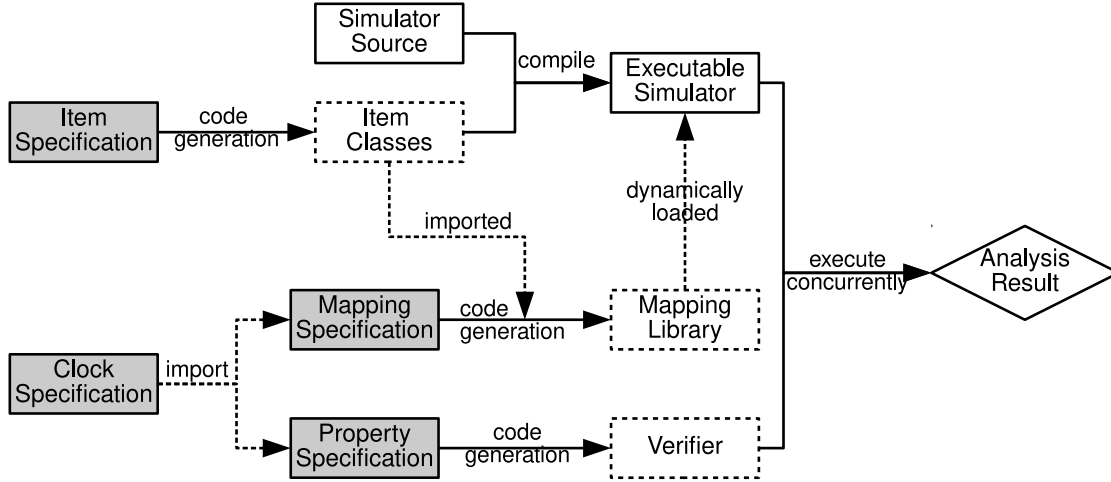 Simulator
Source
compile
Executable
Simulator
Item
Specification
code
generation
Item
Classes
dynamically
loaded
imported
execute
concurrently
Analysis
Result
Mapping
Specification
code
generation
Mapping
Library
Clock
Specification
import
Property
Specification
code
generation
Verifier